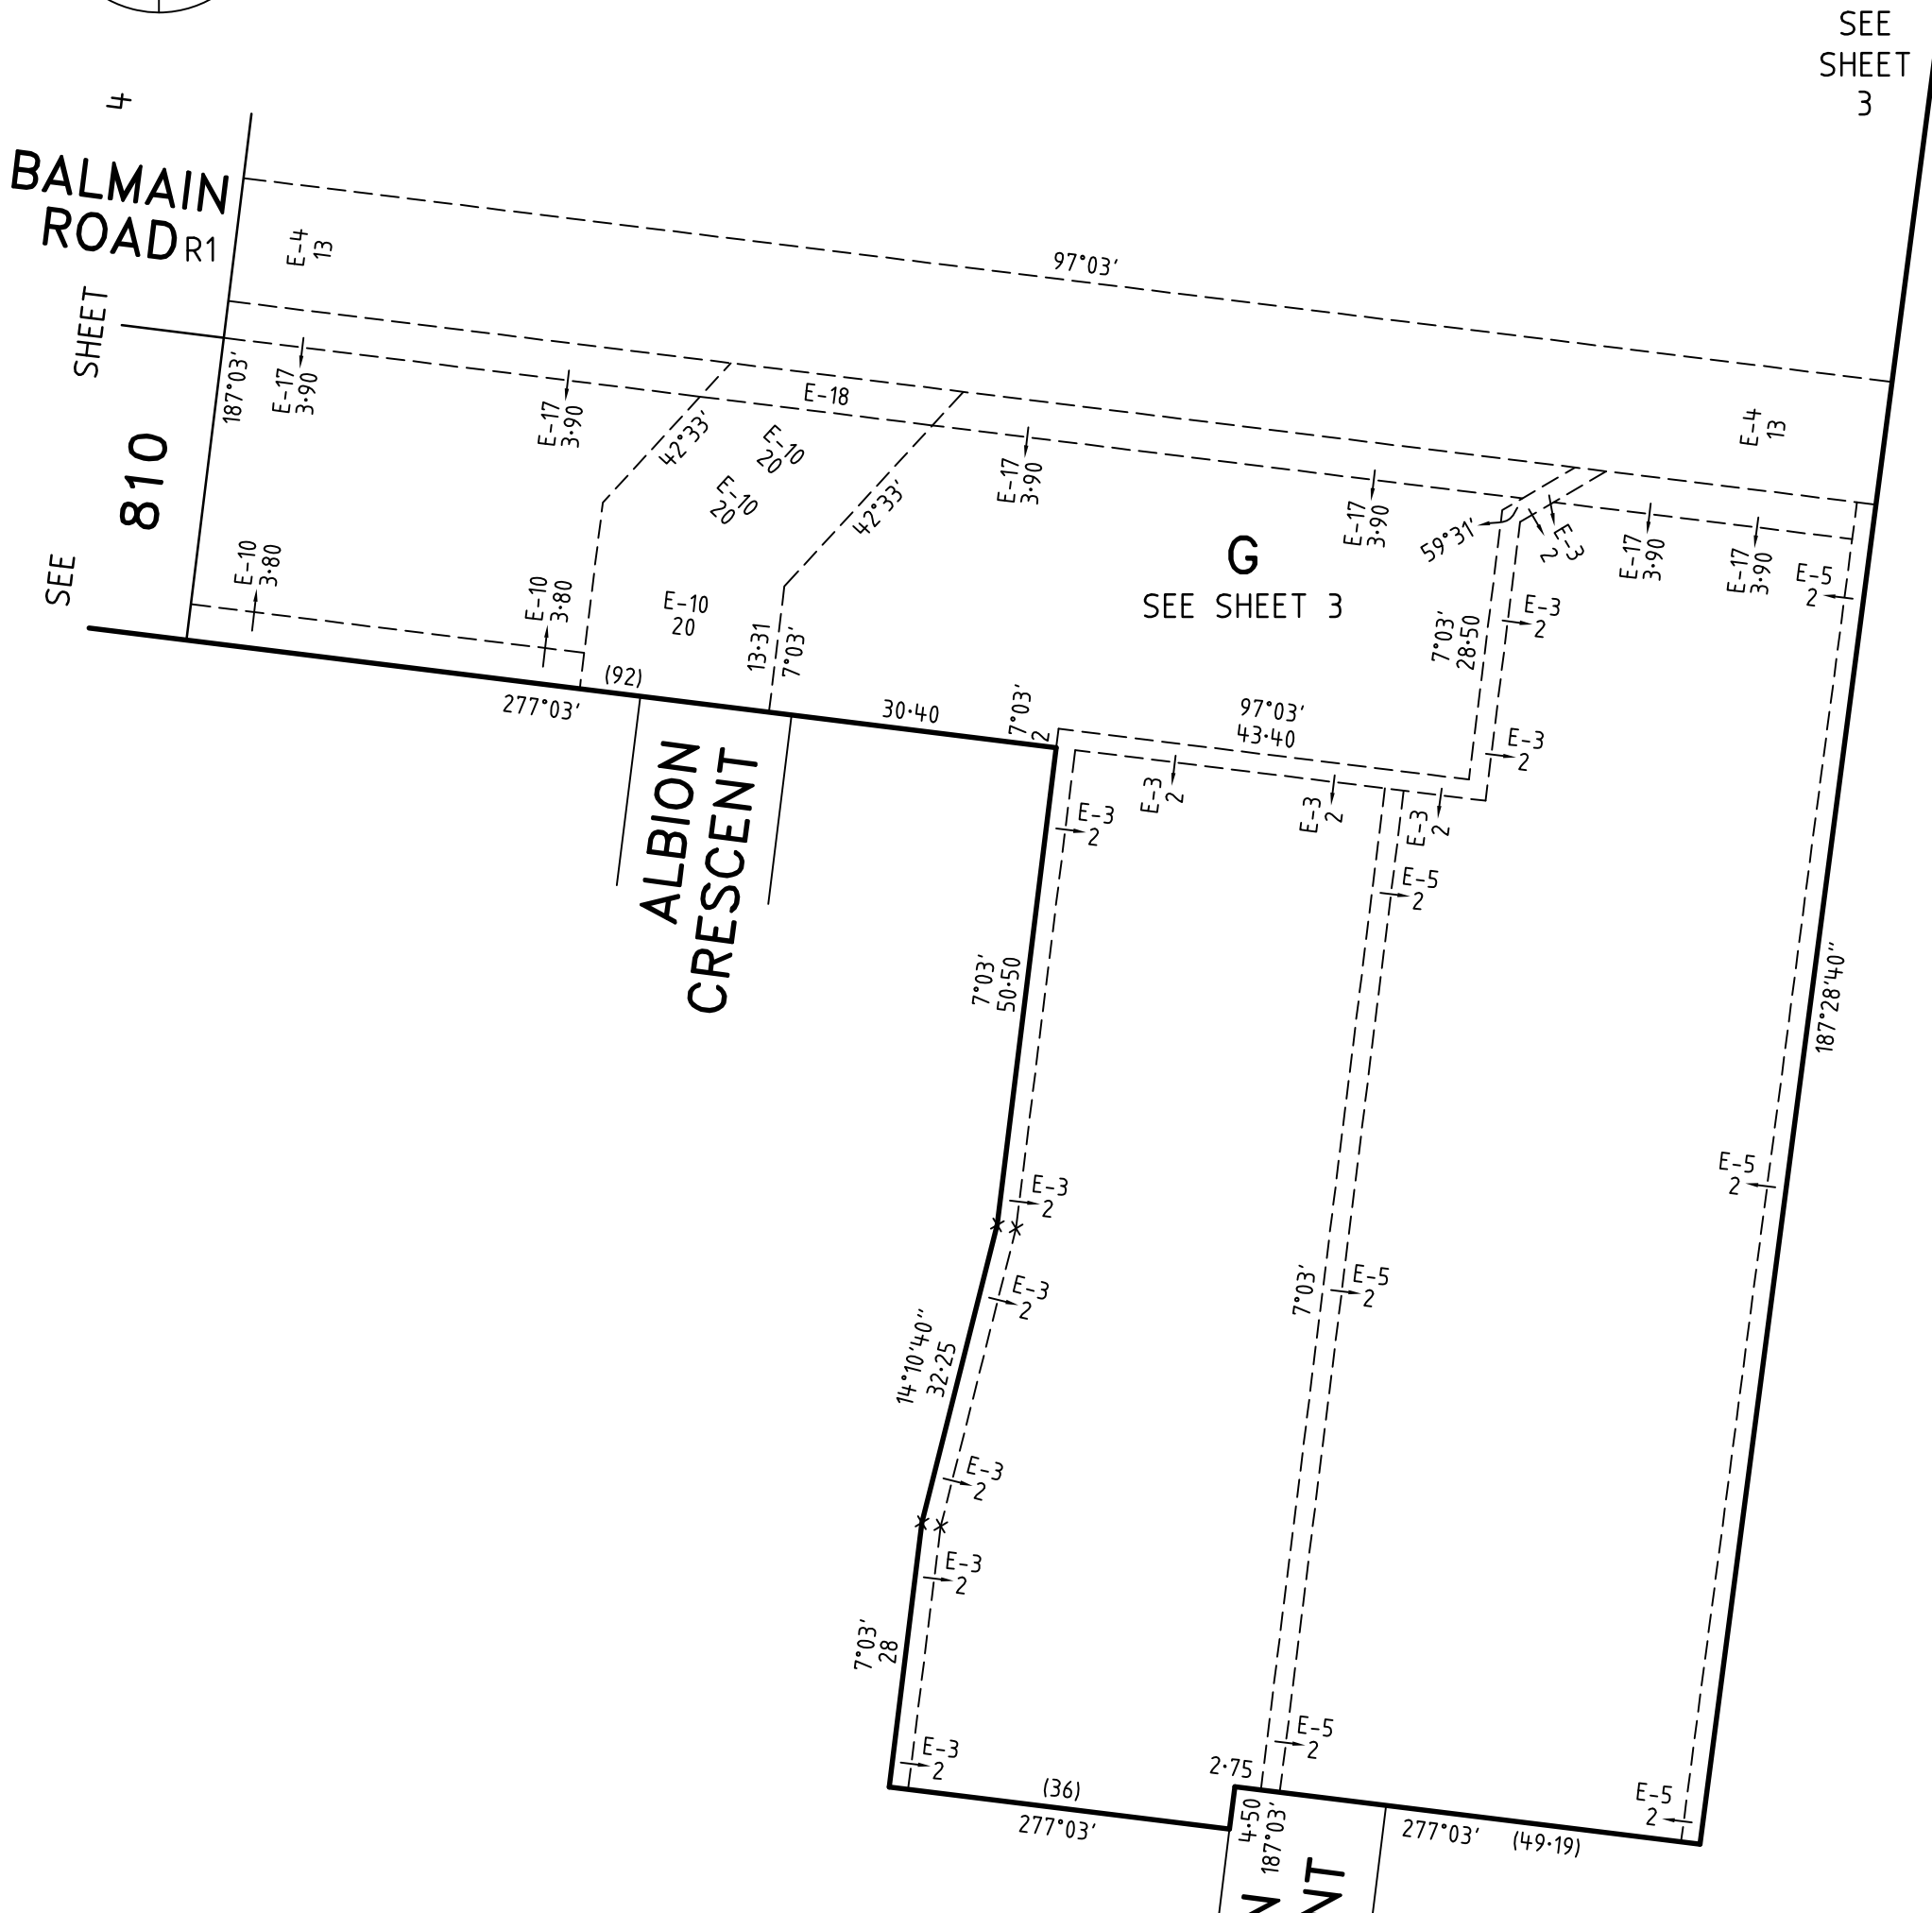 SEE
SHEET
3
4
BALMAIN
ROAD R1
SHEET
810
SEE
E-4
13
97°03'
187°03'
E-17
3·90
E-17
3·90
42°33'
E-18
E-10
20
E-10
20
42°33'
E-17
3·90
E-17
3·90
E-4
13
59°31'
E-3
2
E-17
3·90
E-17
3·90
E-5
2
G
SEE SHEET 3
E-10
3·80
E-10
3·80
E-10
20
13·31
7°03'
7°03'
28·50
E-3
2
(92)
277°03'
30·40
7°03'
2
97°03'
43·40
E-3
2
ALBION
CRESCENT
E-3
2
E-3
2
E-3
2
E-3
2
E-5
2
7°03'
50·50
187°28'40"
E-3
2
E-5
2
E-3
2
7°03'
E-5
2
14°10'40"
32·25
E-3
2
E-3
2
7°03'
28
E-3
2
E-5
2
2·75
(36)
277°03'
4·50
187°03'
277°03'
(49·19)
E-5
2